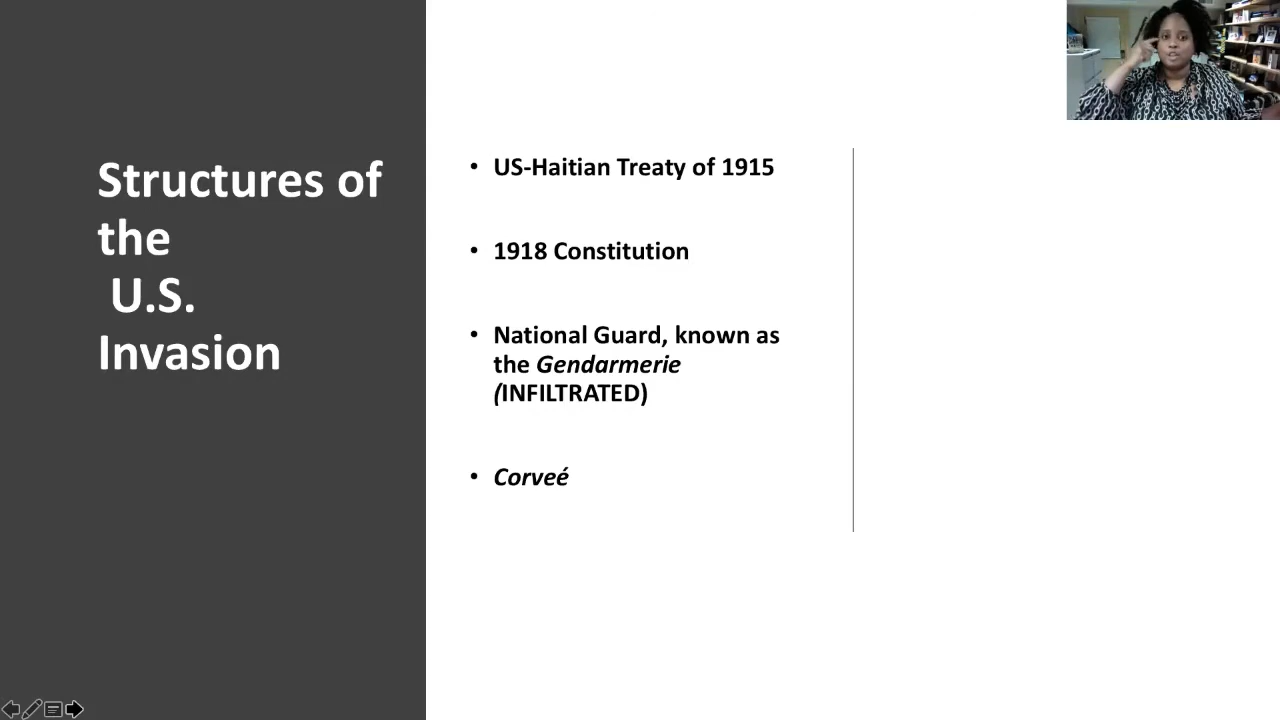 Structures of
the
U.S.
Invasion
• US-Haitian Treaty of 1915
• 1918 Constitution
• National Guard, known as
the Gendarmerie
(INFILTRATED)
• Corveé